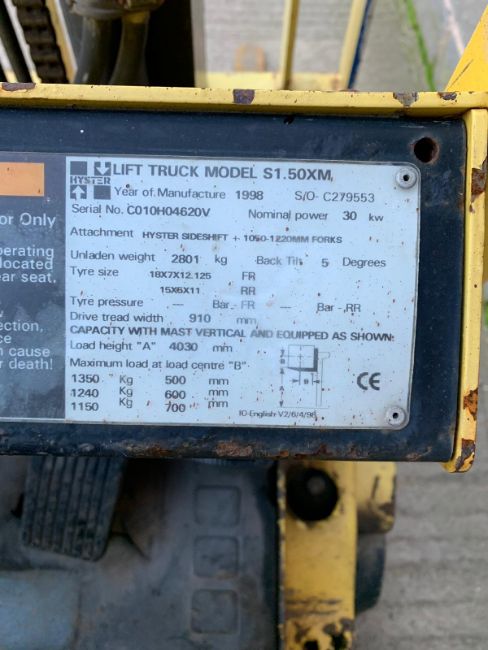 HYSTER
LIFT TRUCK MODEL S1.50XM
Year of Manufacture 1998 S/O- C279553
Serial No. C010H04620V Nominal power 30 kw
Attachment HYSTER SIDESHIFT + 1050-1220MM FORKS
Unladen weight 2801 kg Back Tilt 5 Degrees
Tyre size 18X7X12.125 FR
15X6X11 RR
Tyre pressure --- Bar-FR --- Bar-RR
Drive tread width 910 mm
CAPACITY WITH MAST VERTICAL AND EQUIPPED AS SHOWN:
Load height "A" 4030 mm
Maximum load at load centre "B"
1350 Kg 500 mm
1240 Kg 600 mm
1150 Kg 700 mm
B
B
A
CE
IO-English-V2/6/4/96
or Only
perating
located
ear seat.
w
ection,
ce
n cause
r death!